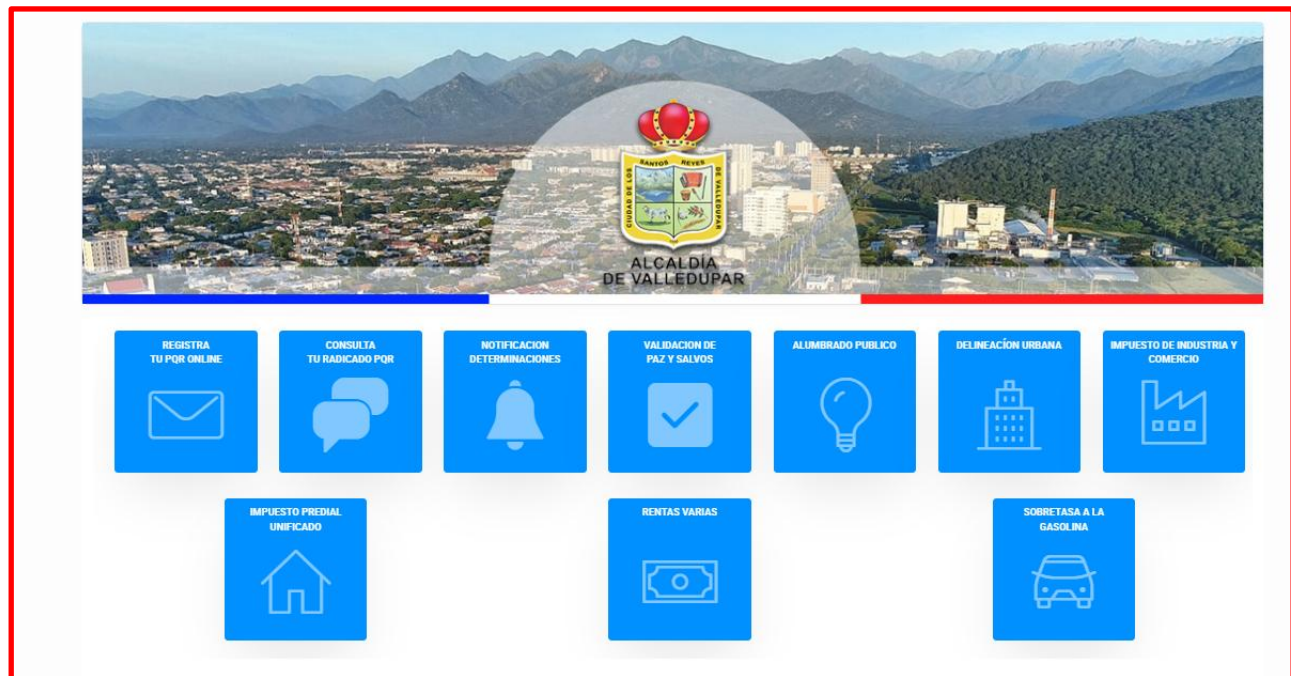 CIUDAD DE LOS
SANTOS REYES
DE VALLEDUPAR
ALCALDÍA
DE VALLEDUPAR
REGISTRA
TU PQR ONLINE
CONSULTA
TU RADICADO PQR
NOTIFICACION
DETERMINACIONES
VALIDACION DE
PAZ Y SALVOS
ALUMBRADO PUBLICO
DELINEACÍON URBANA
IMPUESTO DE INDUSTRIA Y
COMERCIO
IMPUESTO PREDIAL
UNIFICADO
RENTAS VARIAS
SOBRETASA A LA
GASOLINA